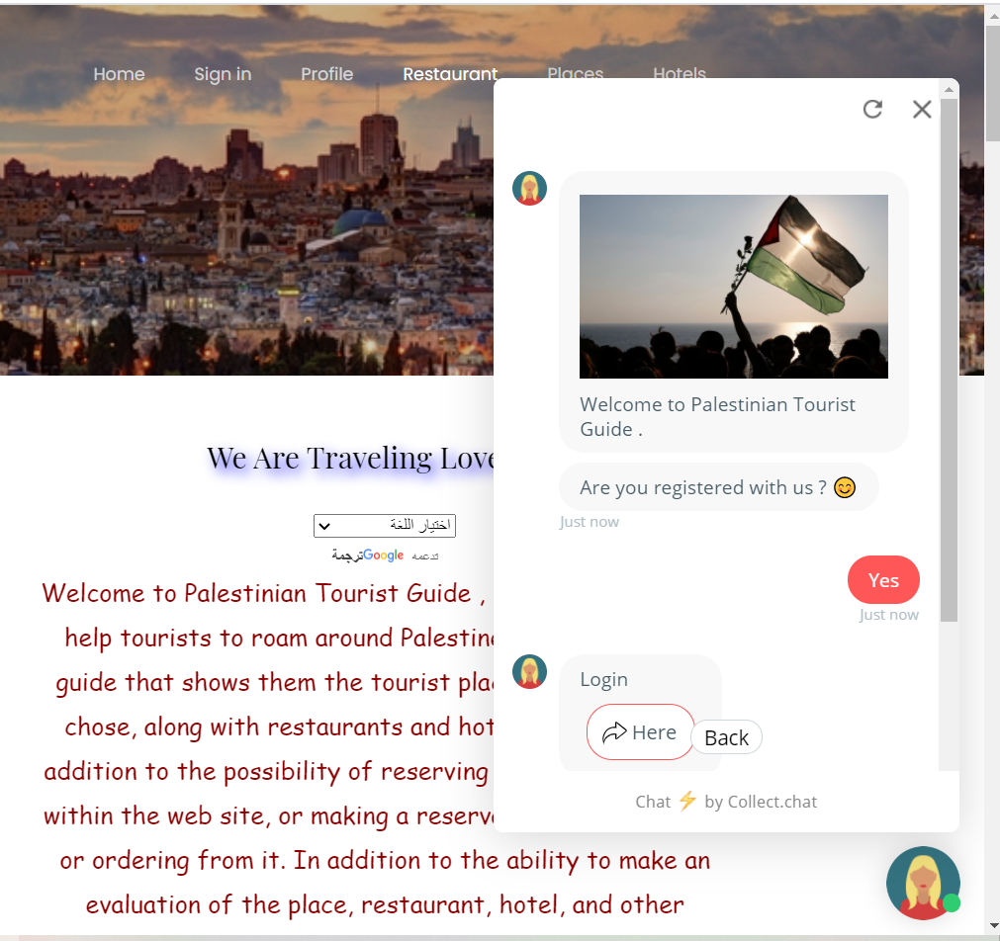 Home Sign in Profile Restaurant Places Hotels
We Are Traveling Love
اختيار اللغة
تدعمه Google ترجمة
Welcome to Palestinian Tourist Guide ,
help tourists to roam around Palestine
guide that shows them the tourist
chose, along with restaurants and
addition to the possibility of reserving
within the web site, or making a
or ordering from it. In addition to the ability to make an
evaluation of the place, restaurant, hotel, and other
Welcome to Palestinian Tourist
Guide .
Are you registered with us ? 😊
Just now
Yes
Just now
Login
Here
Back
Chat ⚡ by Collect.chat